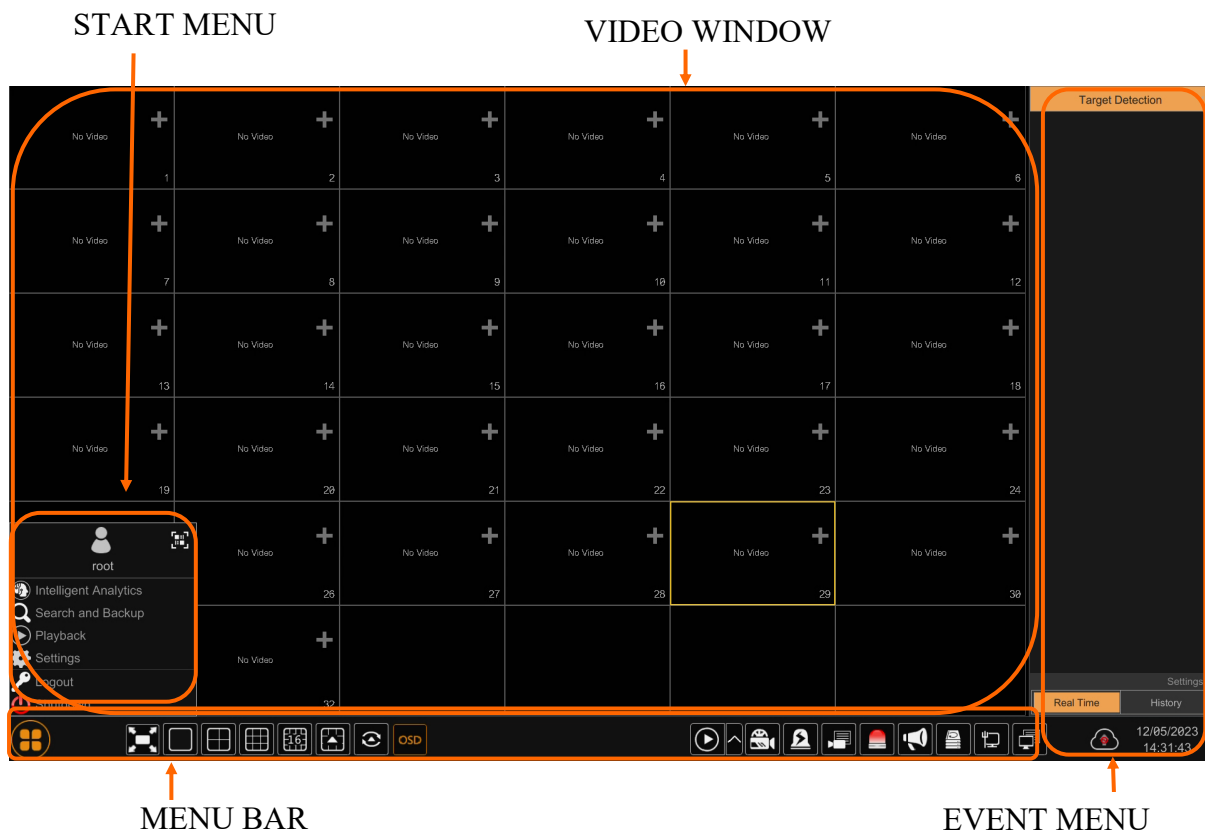 START MENU
VIDEO WINDOW
Target Detection
No Video No Video No Video No Video No Video No Video
1 2 3 4 5 6
No Video No Video No Video No Video No Video No Video
7 8 9 10 11 12
No Video No Video No Video No Video No Video No Video
13 14 15 16 17 18
No Video No Video No Video No Video No Video No Video
19 20 21 22 23 24
root
No Video No Video No Video No Video No Video
26 27 28 29 30
Intelligent Analytics
Search and Backup
Playback
Settings
Logout
No Video
32
Settings
Real Time History
16
OSD
12/05/2023
14:31:43
MENU BAR
EVENT MENU